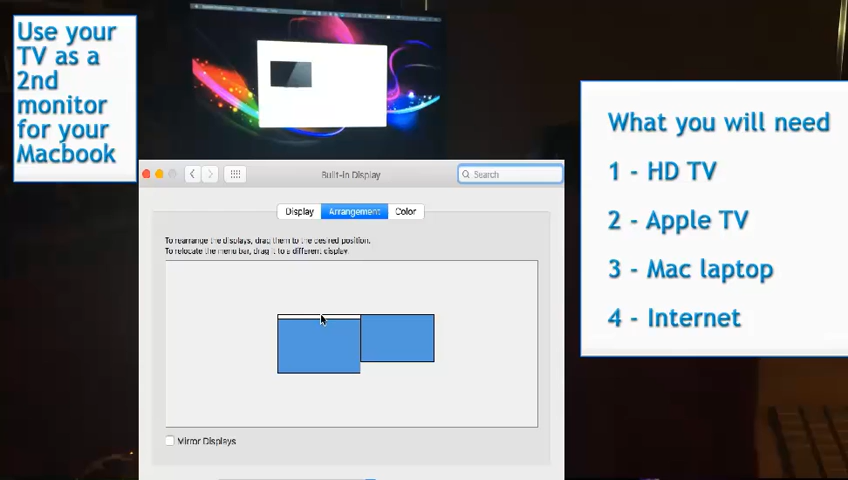 Use your
TV as a
2nd
monitor
for your
Macbook
What you will need
1 - HD TV
2 - Apple TV
3 - Mac laptop
4 - Internet
Built-in Display
Search
Display
Arrangement
Color
To rearrange the displays, drag them to the desired position.
To relocate the menu bar, drag it to a different display.
Mirror Displays